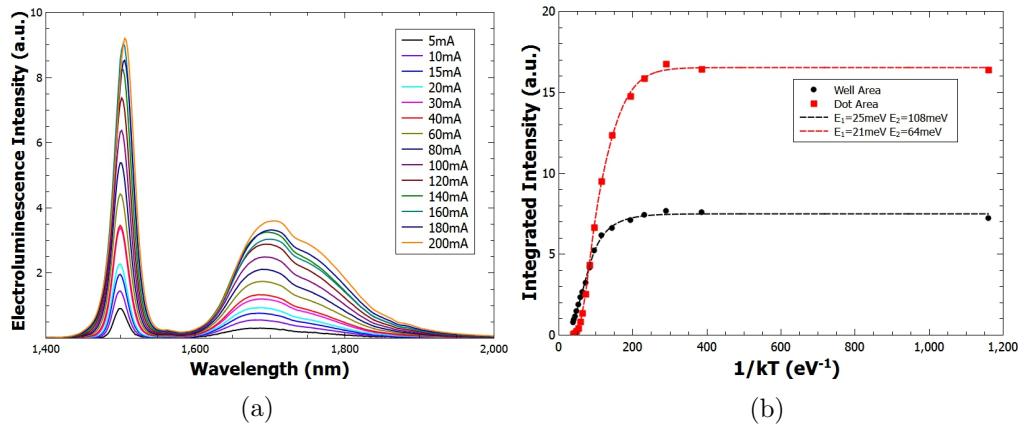 Electroluminescence Intensity (a.u.)
10
8
6
4
2
1,400
1,600
1,800
2,000
Wavelength (nm)
5mA
10mA
15mA
20mA
30mA
40mA
60mA
80mA
100mA
120mA
140mA
160mA
180mA
200mA
(a)
Integrated Intensity (a.u.)
20
15
10
5
0
0
200
400
600
800
1,000
1,200
1/kT (eV⁻¹)
Well Area
Dot Area
E₁=25meV E₂=108meV
E₁=21meV E₂=64meV
(b)